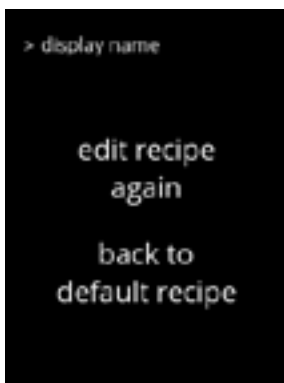 > display name
edit recipe
again
back to
default recipe